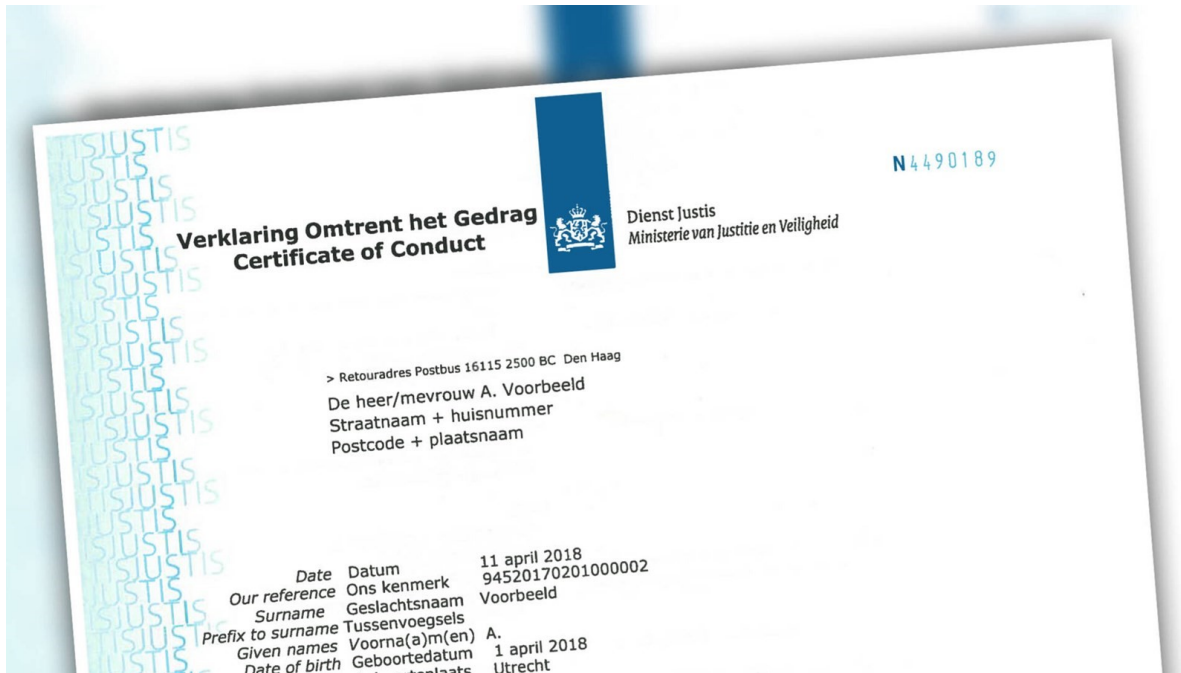 N4490189
Verklaring Omtrent het Gedrag
Certificate of Conduct
Dienst Justis
Ministerie van Justitie en Veiligheid
> Retouradres Postbus 16115 2500 BC Den Haag
De heer/mevrouw A. Voorbeeld
Straatnaam + huisnummer
Postcode + plaatsnaam
Date Datum 11 april 2018
Our reference Ons kenmerk 94520170201000002
Surname Geslachtsnaam Voorbeeld
Prefix to surname Tussenvoegsels
Given names Voorna(a)m(en) A.
Date of birth Geboortedatum 1 april 2018
Utrecht
JUSTIS